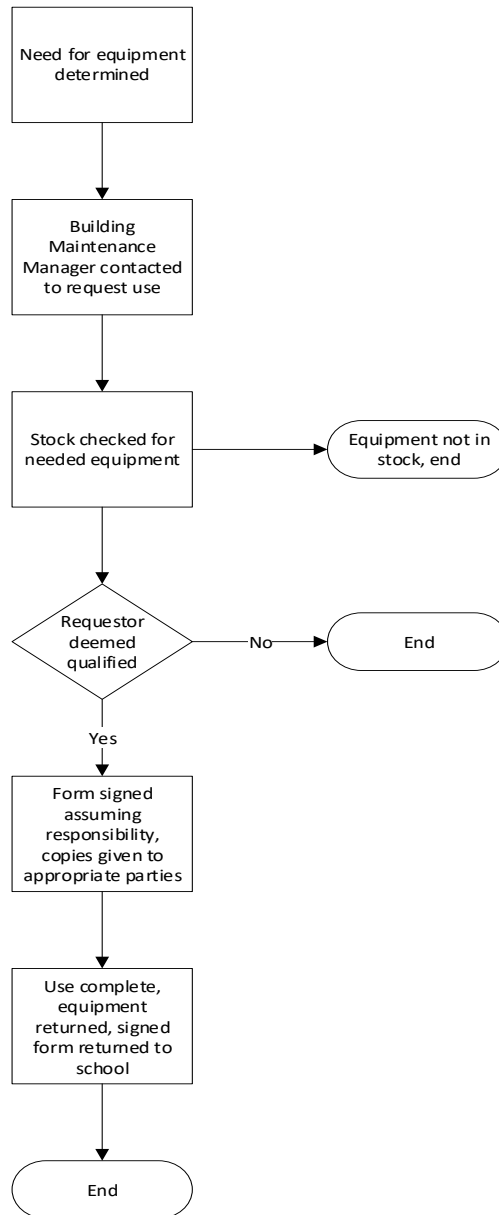 Need for equipment
determined
Building
Maintenance
Manager contacted
to request use
Stock checked for
needed equipment
Equipment not in
stock, end
Requestor
deemed
qualified
No
End
Yes
Form signed
assuming
responsibility,
copies given to
appropriate parties
Use complete,
equipment
returned, signed
form returned to
school
End